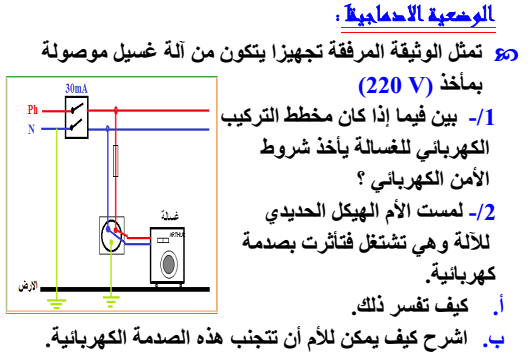 الوضعية الادماجية :
تمثل الوثيقة المرفقة تجهيزا يتكون من آلة غسيل موصولة
بمأخذ (220 V)
1/- بين فيما إذا كان مخطط التركيب
الكهربائي للغسالة يأخذ شروط
الأمن الكهربائي ؟
2/- لمست الأم الهيكل الحديدي
للآلة وهي تشتغل فتأثرت بصدمة
كهربائية.
أ. كيف تفسر ذلك.
ب. اشرح كيف يمكن للأم أن تتجنب هذه الصدمة الكهربائية.
30mA
Ph
N
غسالة
الارض